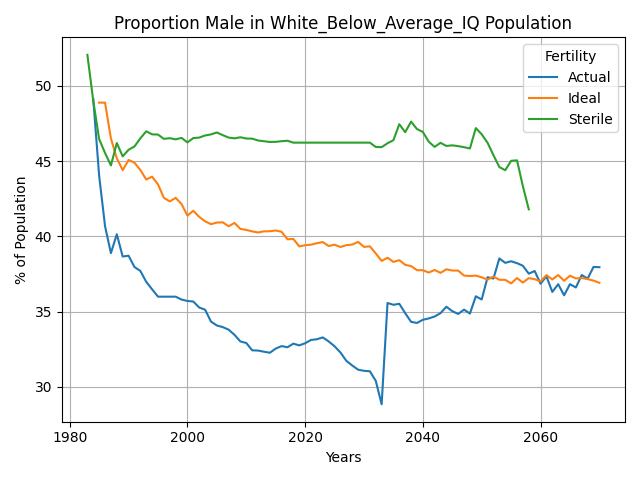 Proportion Male in White_Below_Average_IQ Population
Fertility
Actual
Ideal
Sterile
% of Population
50
45
40
35
30
1980
2000
2020
2040
2060
Years